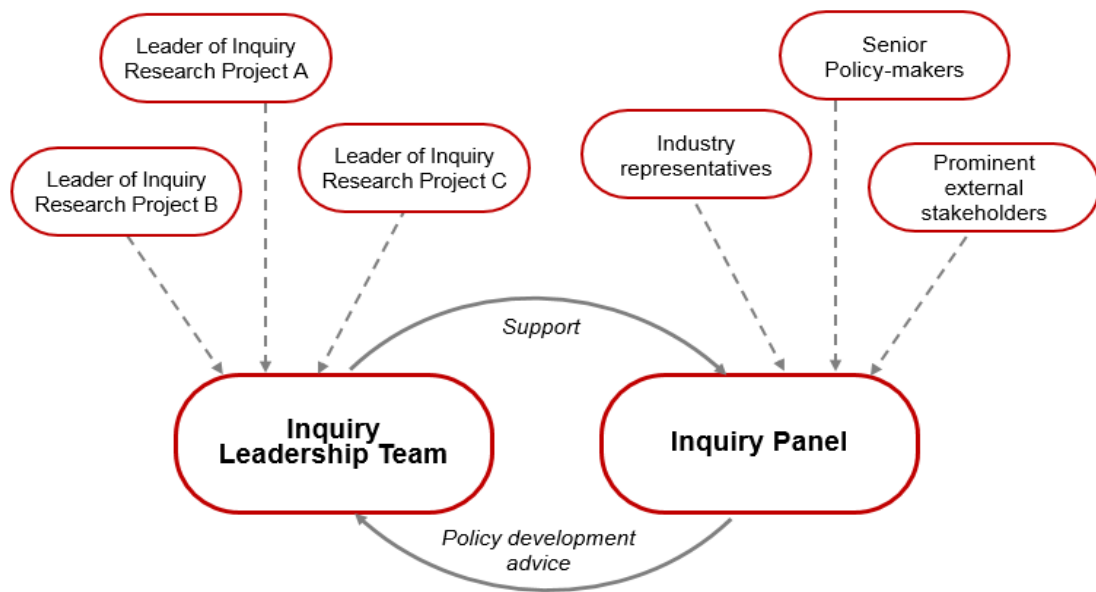 Leader of Inquiry
Research Project A
Senior
Policy-makers
Industry
representatives
Leader of Inquiry
Research Project C
Leader of Inquiry
Research Project B
Prominent
external
stakeholders
Support
Inquiry
Leadership Team
Inquiry Panel
Policy development
advice